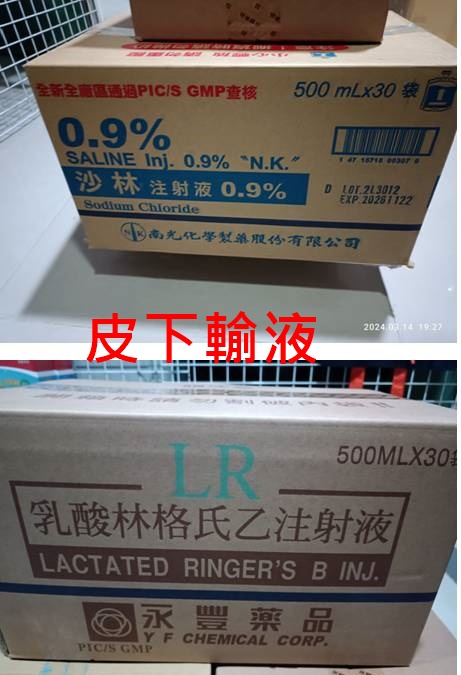 全新全廠區通過PIC/S GMP查核
500 mLx30 袋
0.9%
SALINE Inj. 0.9% "N.K."
沙林 注射液 0.9%
Sodium Chloride
D LOT.2L3012
EXP.20261122
NK 南光化學製藥股份有限公司
2024.03.14 19:27
皮下輸液
LR
500MLX30袋
乳酸林格氏乙注射液
LACTATED RINGER'S B INJ.
永豐藥品
Y F CHEMICAL CORP.
PIC/S GMP